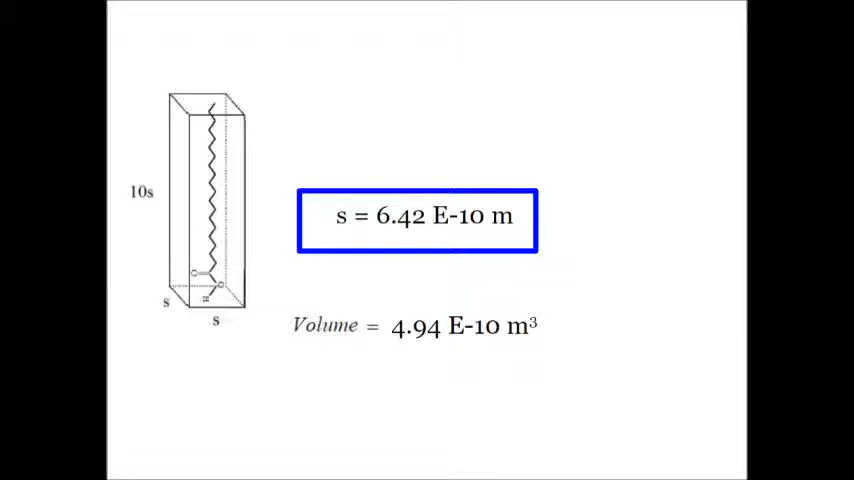 10s
s = 6.42 E-10 m
C
O
H
s
s
Volume = 4.94 E-10 m³